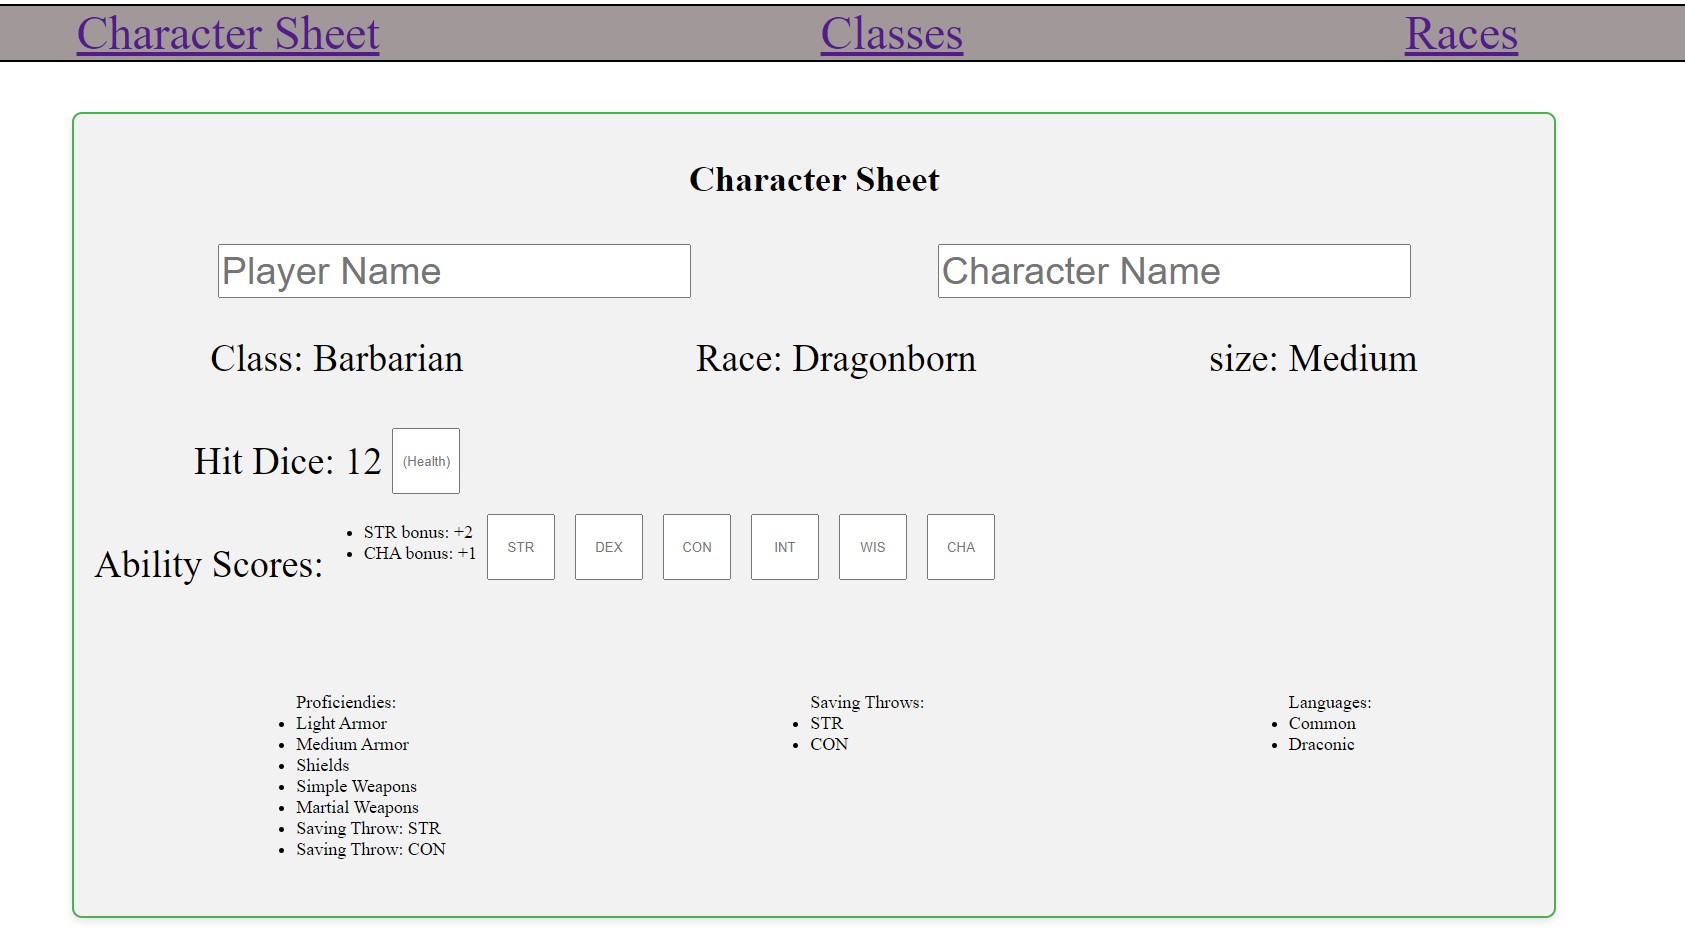 Character Sheet Classes Races
Character Sheet
Player Name Character Name
Class: Barbarian Race: Dragonborn size: Medium
Hit Dice: 12 (Health)
Ability Scores:
STR bonus: +2
CHA bonus: +1
STR DEX CON INT WIS CHA
Proficiendies:
Light Armor
Medium Armor
Shields
Simple Weapons
Martial Weapons
Saving Throw: STR
Saving Throw: CON
Saving Throws:
STR
CON
Languages:
Common
Draconic